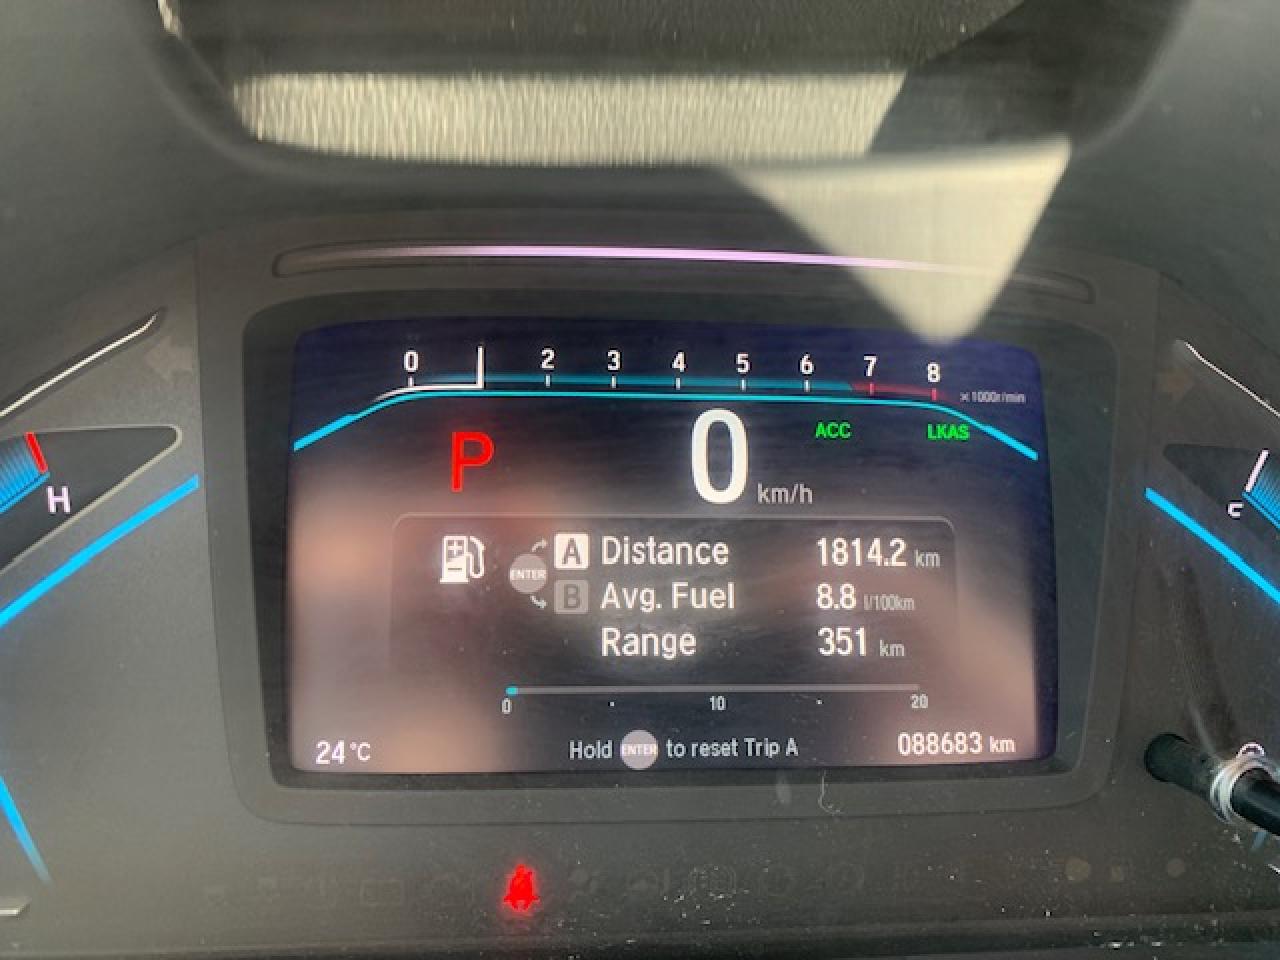 0 2 3 4 5 6 7 8
×1000r/min
P 0 km/h ACC LKAS
H
A Distance 1814.2 km
ENTER
B Avg. Fuel 8.8 l/100km
Range 351 km
0 10 20
24°C Hold ENTER to reset Trip A 088683 km